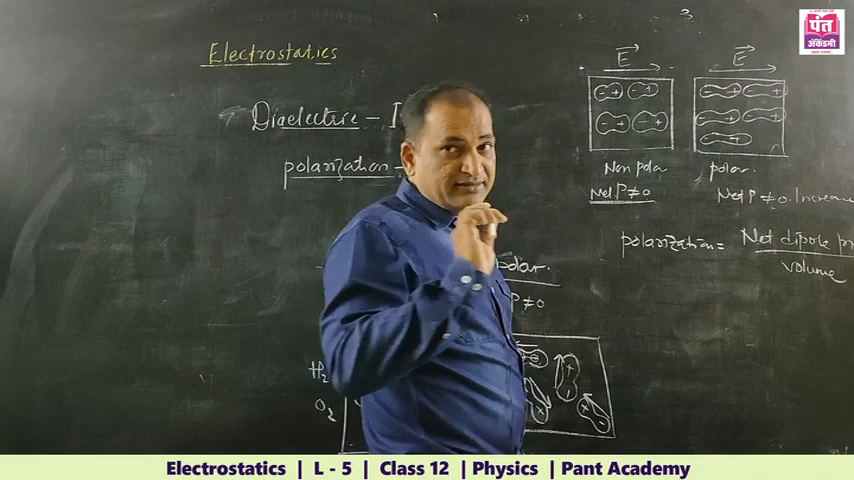 Electrostatics
पंत
अ‍ॅकॅडमी
E
E
Dielectric - I
polarization -
Non polar
polar.
Net P ≠ 0
Net P ≠ 0. Increase
polarization = Net dipole
volume
polar.
P ≠ 0
H2
O2
Electrostatics | L - 5 | Class 12 | Physics | Pant Academy